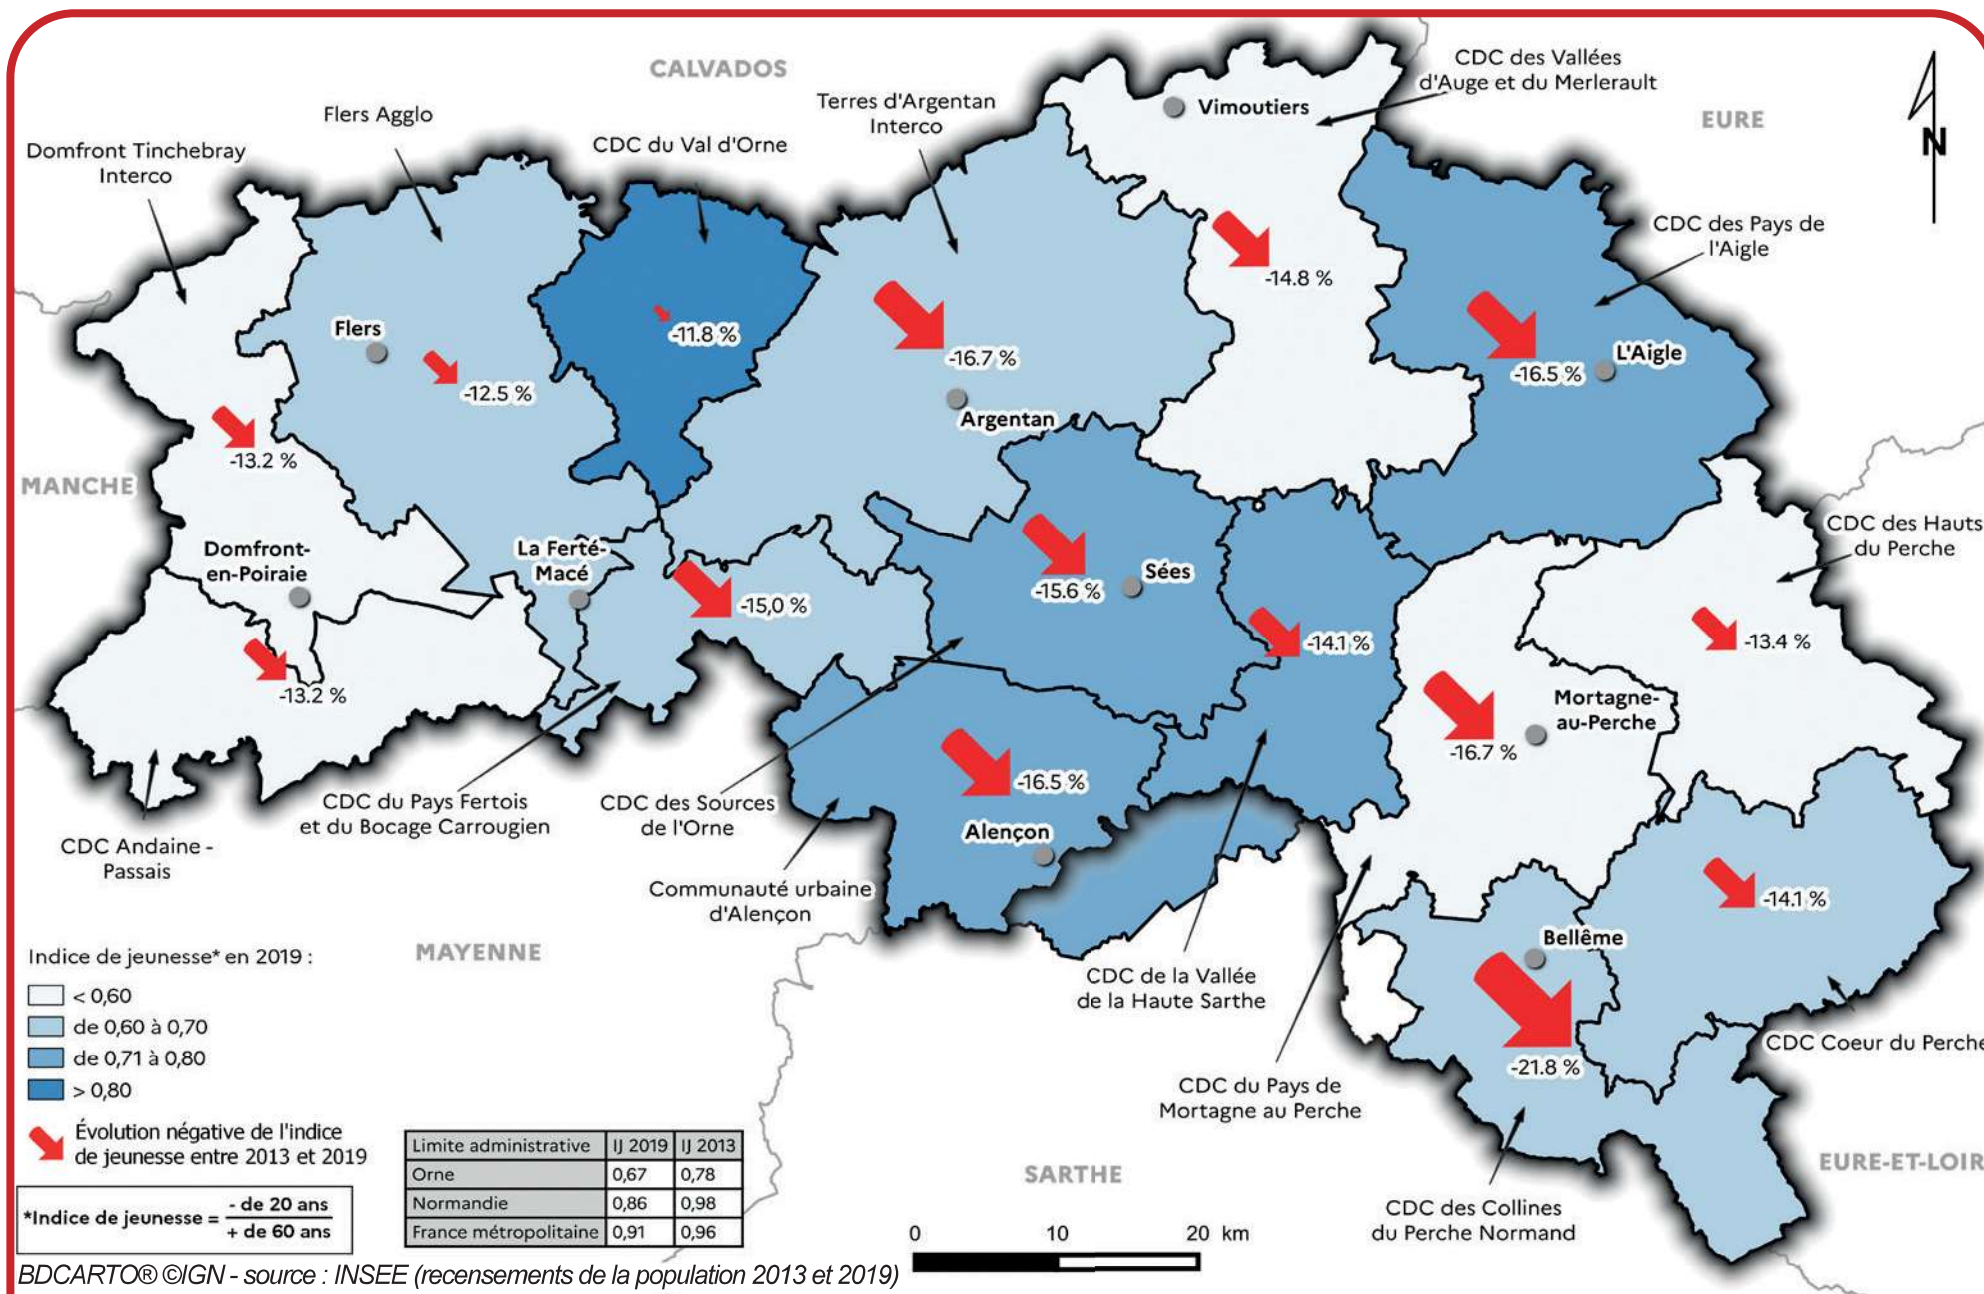 CALVADOS
CDC des Vallées
d'Auge et du Merlerault
EURE
N
Vimoutiers
Terres d'Argentan
Interco
Flers Agglo
CDC du Val d'Orne
Domfront Tinchebray
Interco
CDC des Pays de
l'Aigle
-14.8 %
Flers
-11.8 %
-16.7 %
L'Aigle
-16.5 %
-12.5 %
Argentan
-13.2 %
MANCHE
CDC des Hauts
du Perche
Domfront-
en-Poiraie
La Ferté-
Macé
Sées
-15.6 %
-15,0 %
-14.1 %
-13.4 %
-13.2 %
Mortagne-
au-Perche
-16.7 %
-16.5 %
CDC du Pays Fertois
et du Bocage Carrougien
CDC des Sources
de l'Orne
Alençon
CDC Andaine -
Passais
Communauté urbaine
d'Alençon
-14.1 %
Bellême
MAYENNE
CDC de la Vallée
de la Haute Sarthe
CDC Coeur du Perche
-21.8 %
CDC du Pays de
Mortagne au Perche
SARTHE
EURE-ET-LOIR
CDC des Collines
du Perche Normand
Indice de jeunesse* en 2019 :
< 0,60
de 0,60 à 0,70
de 0,71 à 0,80
> 0,80
Évolution négative de l'indice
de jeunesse entre 2013 et 2019
*Indice de jeunesse = - de 20 ans
+ de 60 ans
Limite administrative IJ 2019 IJ 2013
Orne 0,67 0,78
Normandie 0,86 0,98
France métropolitaine 0,91 0,96
0 10 20 km
BDCARTO® ©IGN - source : INSEE (recensements de la population 2013 et 2019)